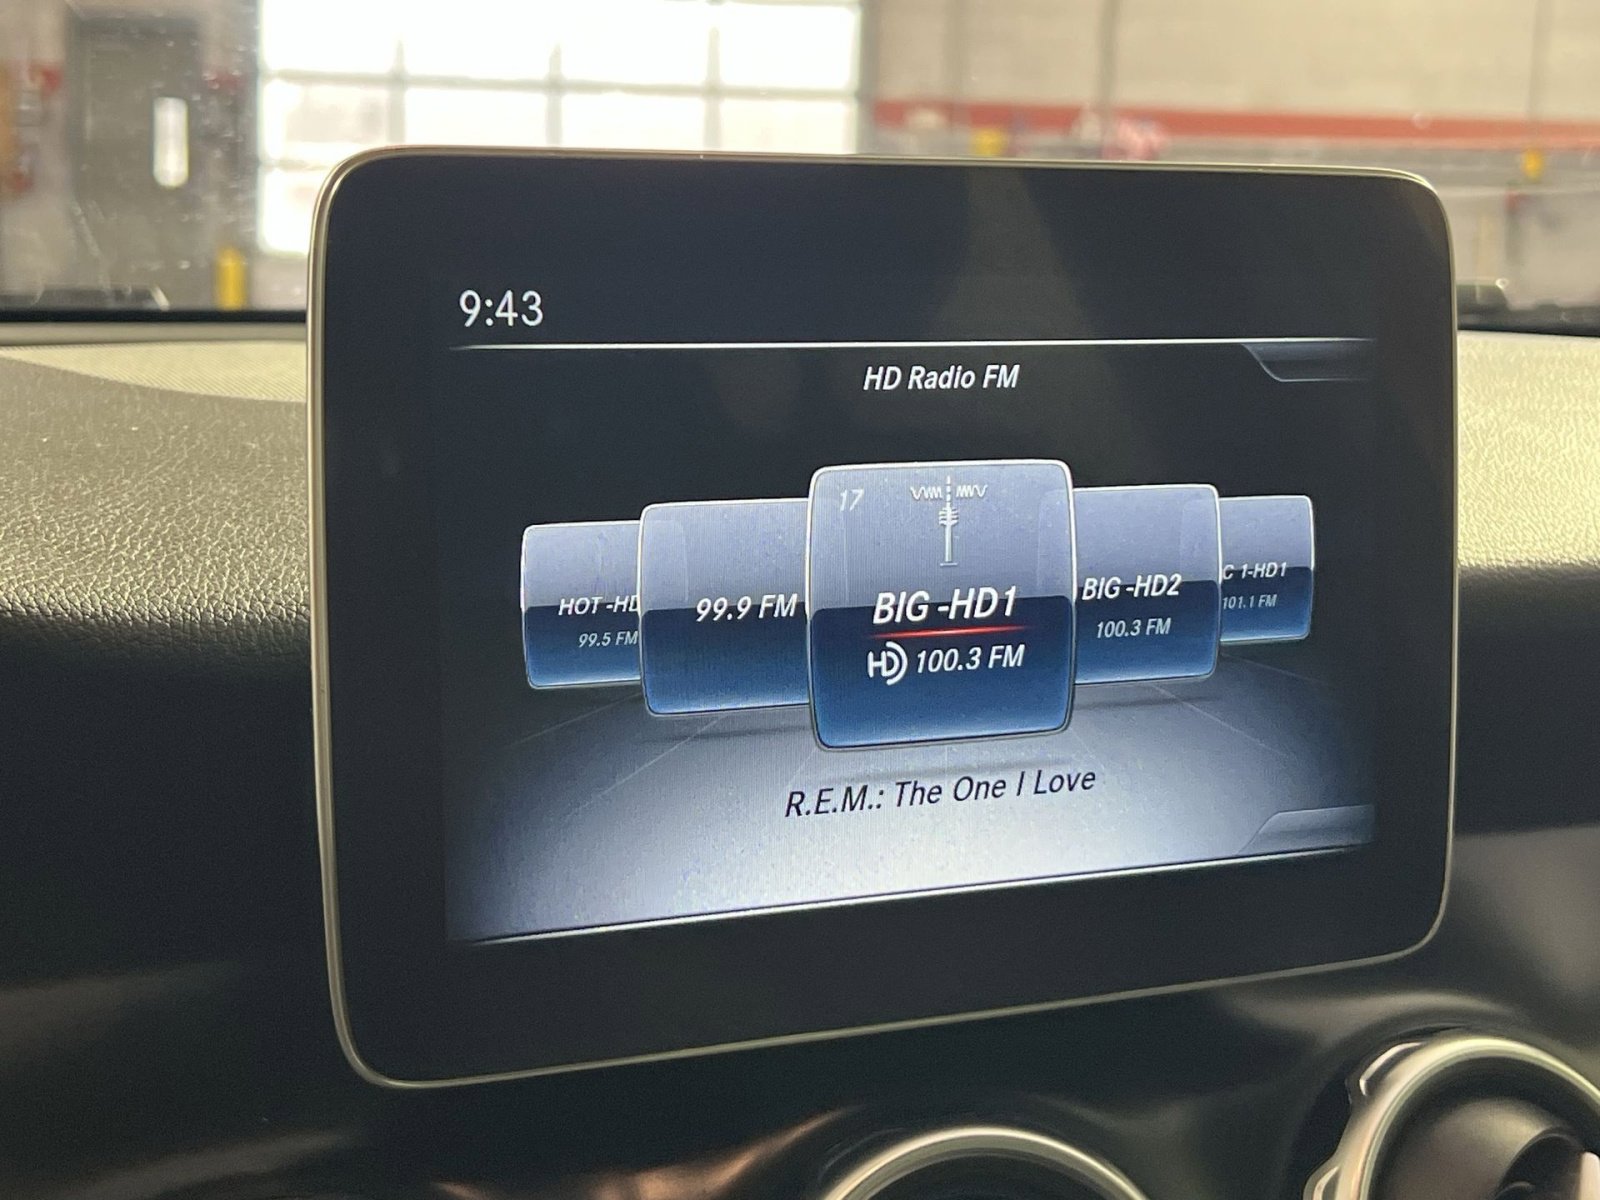 9:43
HD Radio FM
HOT -HD
99.5 FM
99.9 FM
17
BIG -HD1
HD 100.3 FM
BIG -HD2
100.3 FM
C 1-HD1
101.1 FM
R.E.M.: The One I Love